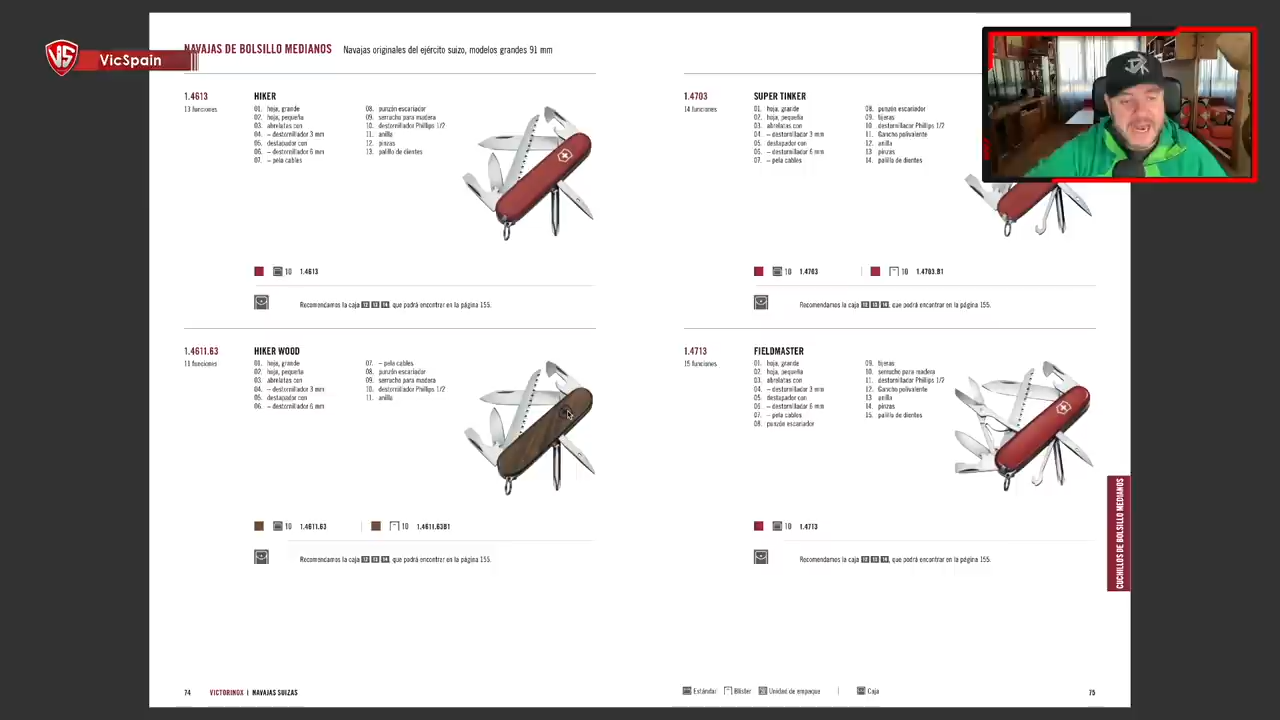 VS
VicSpain
NAVAJAS DE BOLSILLO MEDIANOS Navajas originales del ejército suizo, modelos grandes 91 mm
1.4613
13 funciones
HIKER
01. hoja, grande
02. hoja, pequeña
03. abrelatas con
04. – destornillador 3 mm
05. destapador con
06. – destornillador 6 mm
07. – pela cables
08. punzón escariador
09. serrucho para madera
10. destornillador Phillips 1/2
11. anilla
12. pinzas
13. palillo de dientes
10 1.4613
Recomendamos la caja 12 13 14, que podrá encontrar en la página 155.
1.4611.63
11 funciones
HIKER WOOD
01. hoja, grande
02. hoja, pequeña
03. abrelatas con
04. – destornillador 3 mm
05. destapador con
06. – destornillador 6 mm
07. – pela cables
08. punzón escariador
09. serrucho para madera
10. destornillador Phillips 1/2
11. anilla
10 1.4611.63
10 1.4611.63B1
Recomendamos la caja 12 13 14, que podrá encontrar en la página 155.
74 VICTORINOX | NAVAJAS SUIZAS
1.4703
14 funciones
SUPER TINKER
01. hoja, grande
02. hoja, pequeña
03. abrelatas con
04. – destornillador 3 mm
05. destapador con
06. – destornillador 6 mm
07. – pela cables
08. punzón escariador
09. tijeras
10 destornillador Phillips 1/2
11. Gancho polivalente
12. anilla
13 pinzas
14. palillo de dientes
10 1.4703
10 1.4703.B1
Recomendamos la caja 12 13 14, que podrá encontrar en la página 155.
1.4713
15 funciones
FIELDMASTER
01. hoja, grande
02. hoja, pequeña
03. abrelatas con
04. – destornillador 3 mm
05. destapador con
06. – destornillador 6 mm
07. – pela cables
08. punzón escariador
09. tijeras
10. serrucho para madera
11. destornillador Phillips 1/2
12. Gancho polivalente
13 anilla
14. pinzas
15. palillo de dientes
10 1.4713
Recomendamos la caja 12 13 14, que podrá encontrar en la página 155.
CUCHILLOS DE BOLSILLO MEDIANOS
Estándar Blíster Unidad de empaque Caja
75